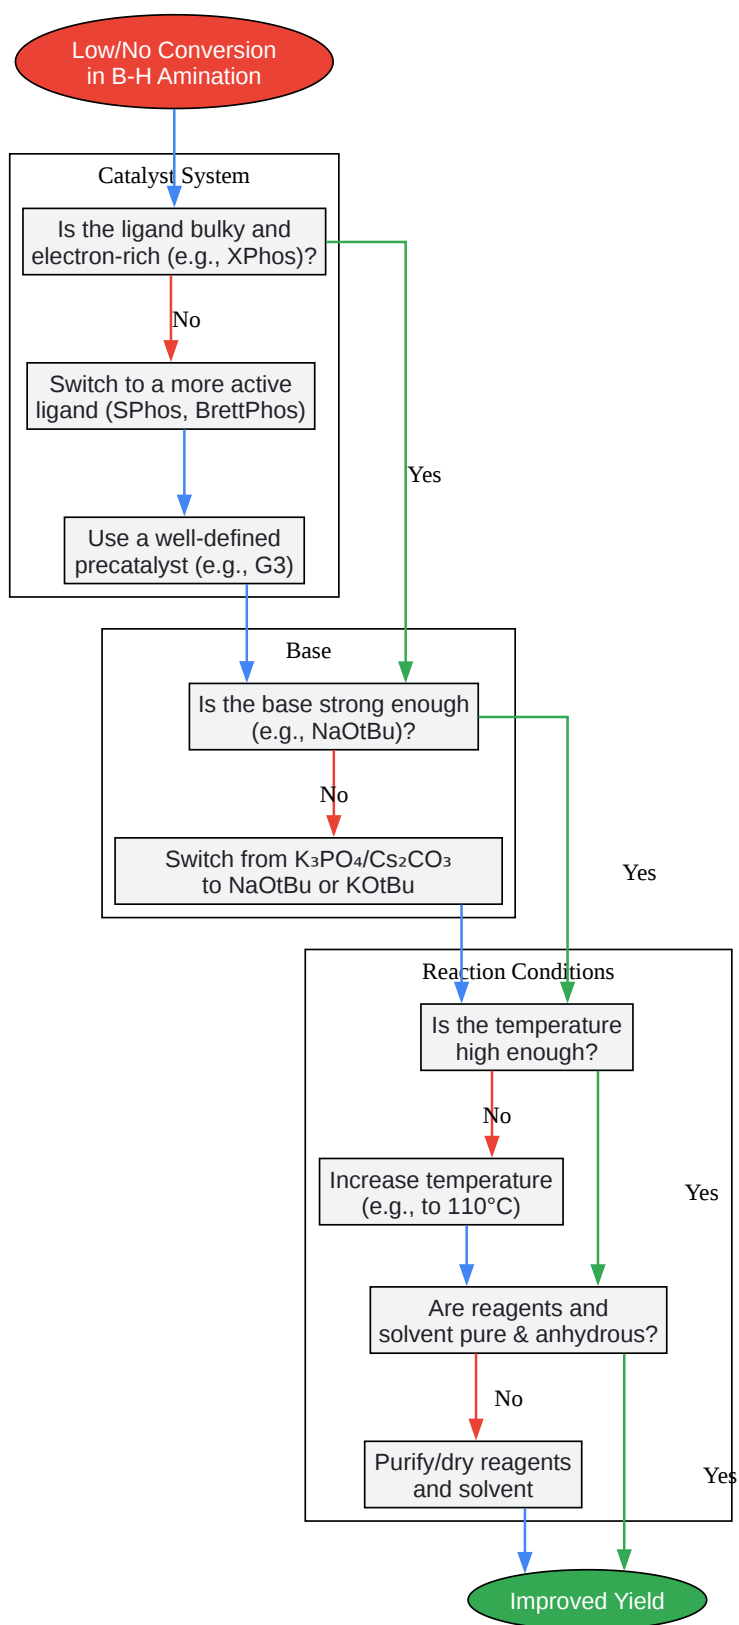 Low/No Conversion
in B-H Amination
Catalyst System
Is the ligand bulky and
electron-rich (e.g., XPhos)?
No
Switch to a more active
ligand (SPhos, BrettPhos)
Yes
Use a well-defined
precatalyst (e.g., G3)
Base
Is the base strong enough
(e.g., NaOtBu)?
No
Switch from K₃PO₄/Cs₂CO₃
to NaOtBu or KOtBu
Yes
Reaction Conditions
Is the temperature
high enough?
No
Increase temperature
(e.g., to 110°C)
Yes
Are reagents and
solvent pure & anhydrous?
No
Purify/dry reagents
and solvent
Yes
Improved Yield